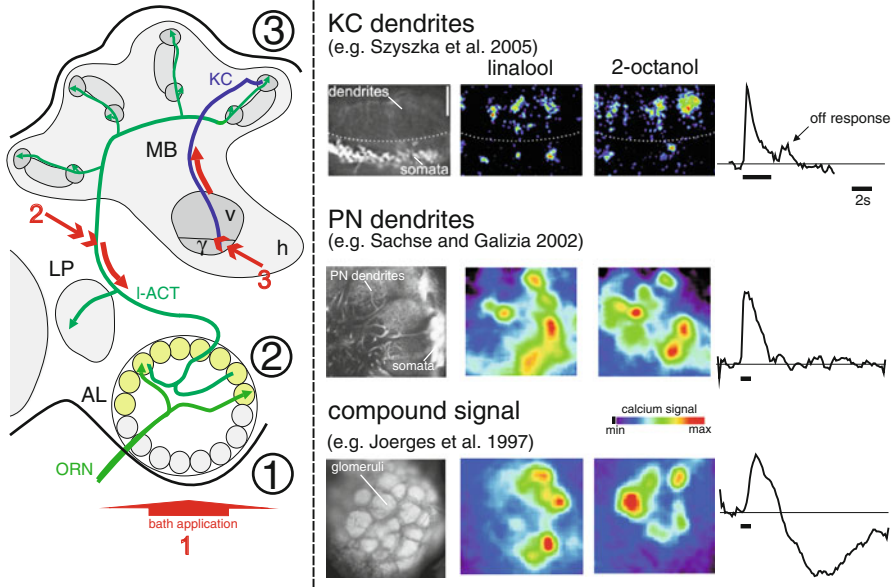 3
KC
MB
2
v
γ
h
3
LP
l-ACT
2
AL
ORN
1
bath application
1
KC dendrites
(e.g. Szyszka et al. 2005)
linalool
2-octanol
dendrites
somata
off response
2s
PN dendrites
(e.g. Sachse and Galizia 2002)
PN dendrites
somata
compound signal
(e.g. Joerges et al. 1997)
calcium signal
min
max
glomeruli